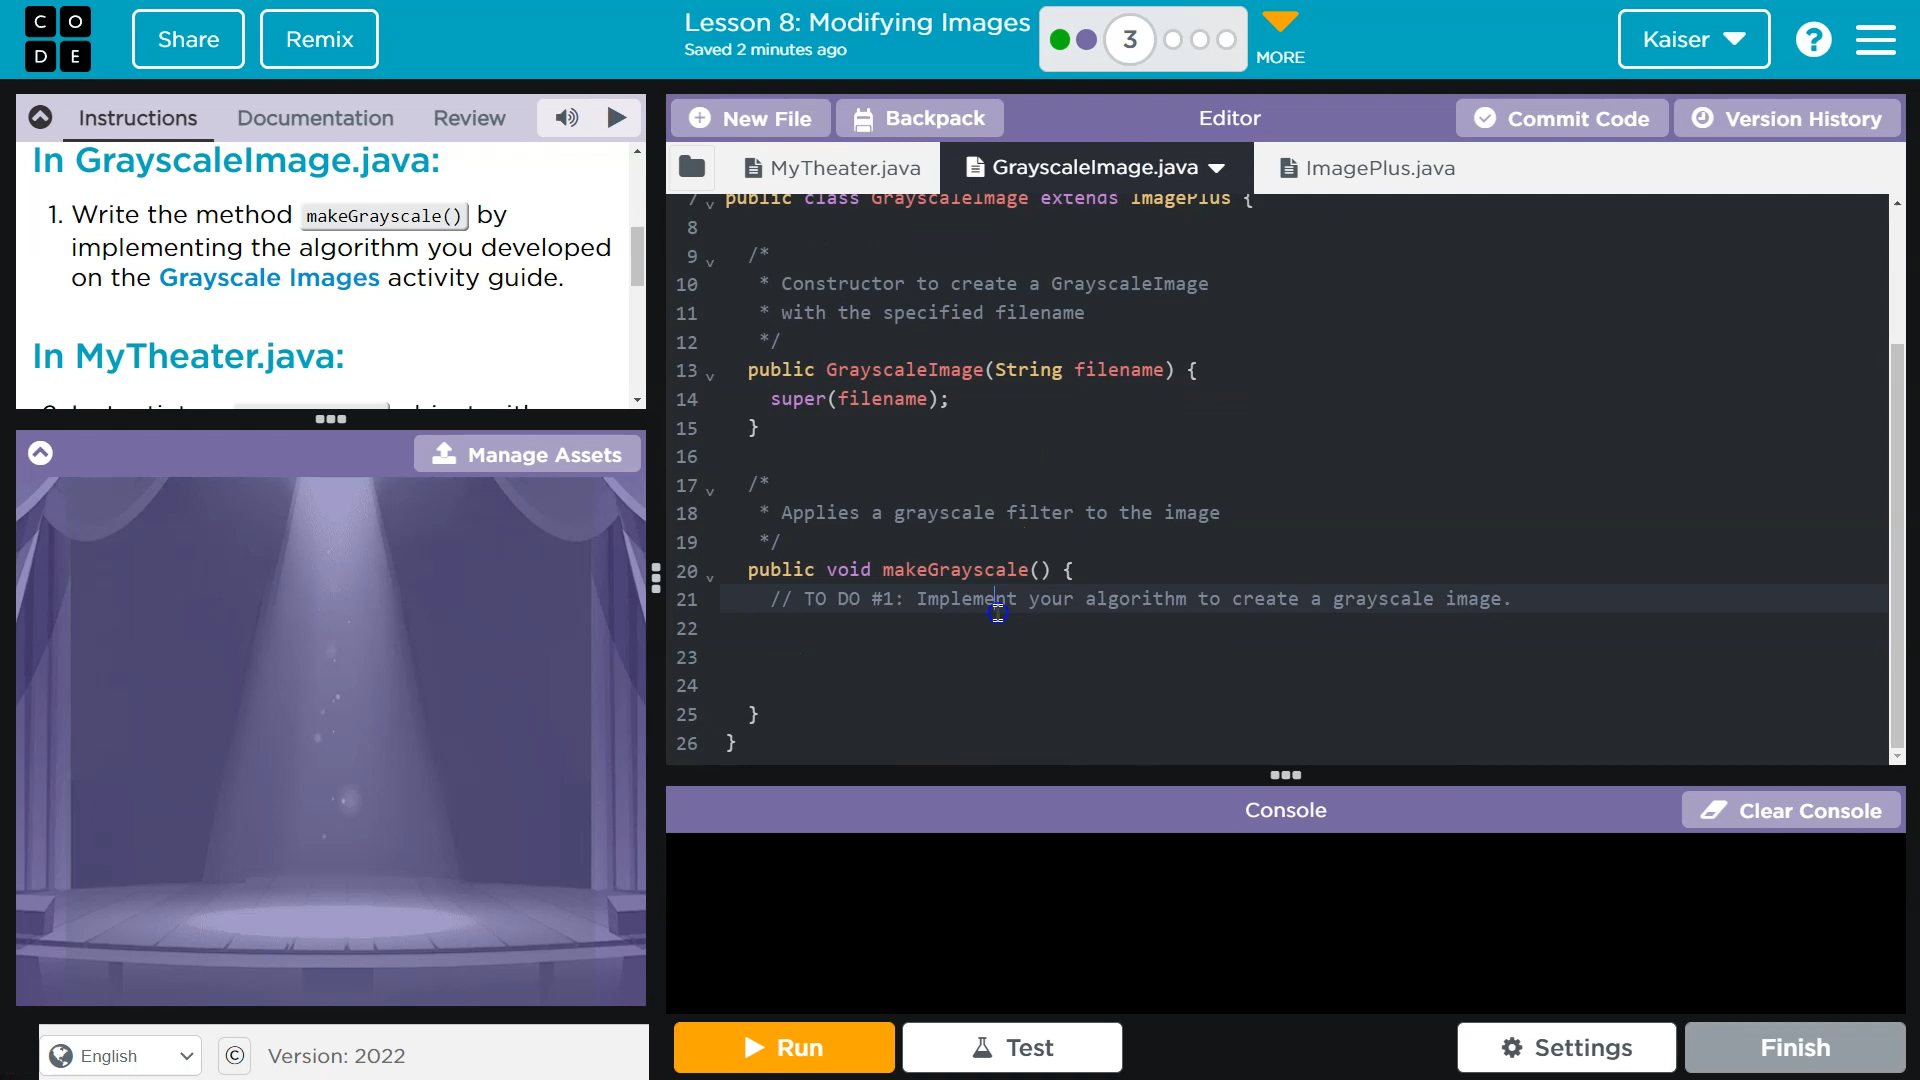 C O D E
Share
Remix
Lesson 8: Modifying Images
Saved 2 minutes ago
3
MORE
Kaiser
?
Instructions
Documentation
Review
In GrayscaleImage.java:
1. Write the method makeGrayscale() by
implementing the algorithm you developed
on the Grayscale Images activity guide.
In MyTheater.java:
Manage Assets
English
©
Version: 2022
New File
Backpack
Editor
Commit Code
Version History
MyTheater.java
GrayscaleImage.java
ImagePlus.java
7 public class GrayscaleImage extends ImagePlus {
8
9 /*
10 * Constructor to create a GrayscaleImage
11 * with the specified filename
12 */
13 public GrayscaleImage(String filename) {
14 super(filename);
15 }
16
17 /*
18 * Applies a grayscale filter to the image
19 */
20 public void makeGrayscale() {
21 // TO DO #1: Implement your algorithm to create a grayscale image.
22
23
24
25 }
26 }
Console
Clear Console
Run
Test
Settings
Finish